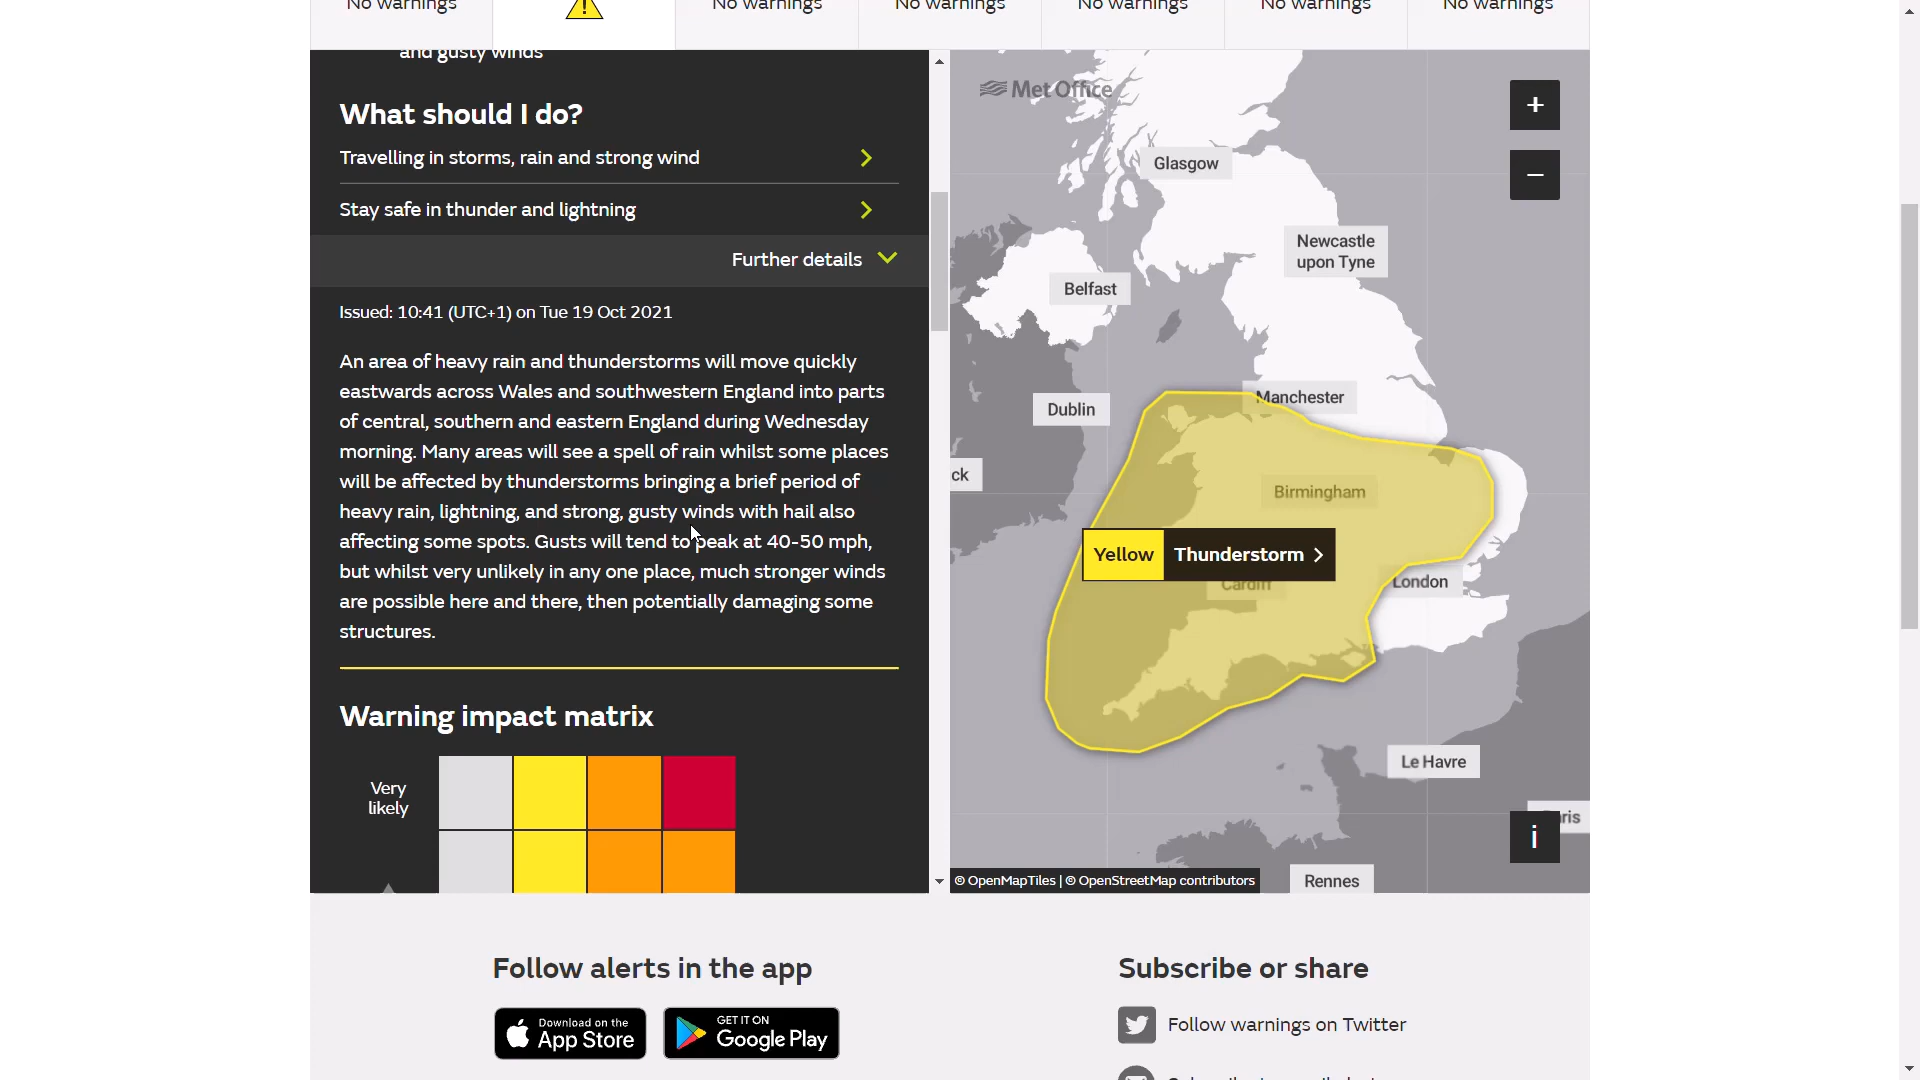 No warnings
No warnings
No warnings
No warnings
No warnings
No warnings
and gusty winds
What should I do?
Travelling in storms, rain and strong wind
Stay safe in thunder and lightning
Further details
Issued: 10:41 (UTC+1) on Tue 19 Oct 2021
An area of heavy rain and thunderstorms will move quickly
eastwards across Wales and southwestern England into parts
of central, southern and eastern England during Wednesday
morning. Many areas will see a spell of rain whilst some places
will be affected by thunderstorms bringing a brief period of
heavy rain, lightning, and strong, gusty winds with hail also
affecting some spots. Gusts will tend to peak at 40-50 mph,
but whilst very unlikely in any one place, much stronger winds
are possible here and there, then potentially damaging some
structures.
Warning impact matrix
Very
likely
Met Office
+
−
Glasgow
Newcastle
upon Tyne
Belfast
Manchester
Dublin
ck
Birmingham
Yellow Thunderstorm
Cardiff
London
Le Havre
aris
i
© OpenMapTiles | © OpenStreetMap contributors
Rennes
Follow alerts in the app
Download on the
App Store
GET IT ON
Google Play
Subscribe or share
Follow warnings on Twitter